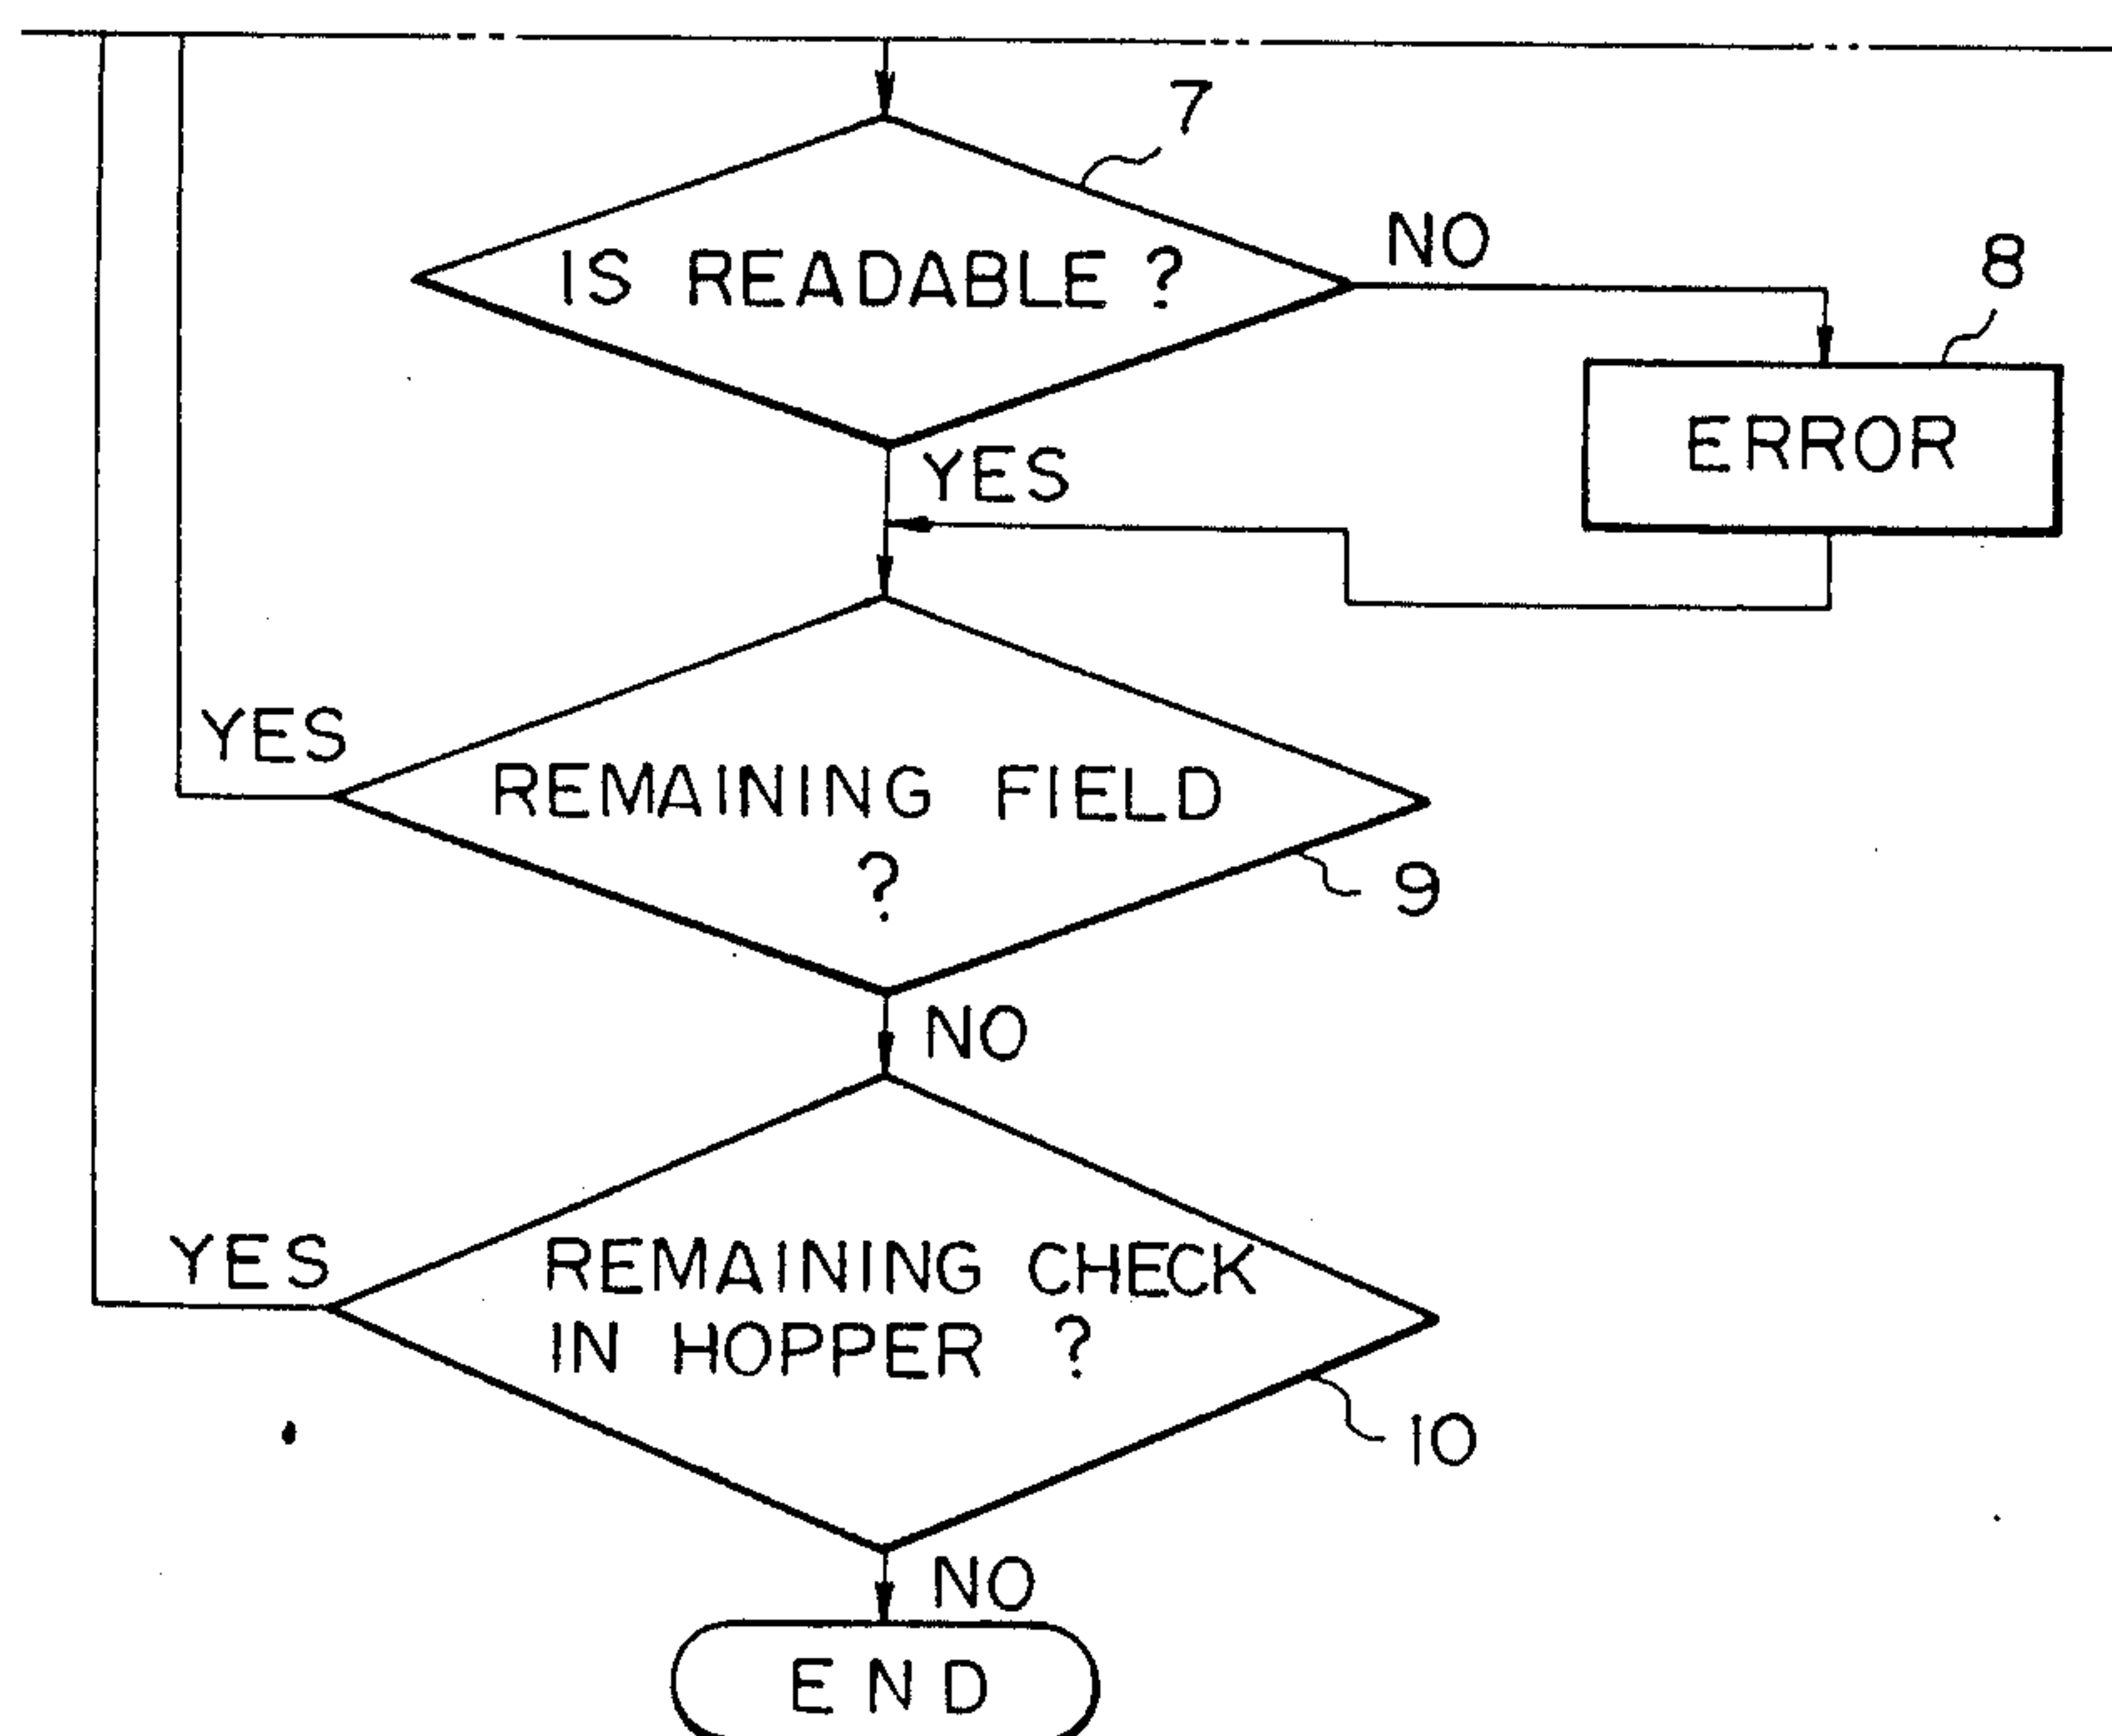 7
IS READABLE ?
NO
8
ERROR
YES
YES
REMAINING FIELD
?
9
NO
YES
REMAINING CHECK
IN HOPPER ?
10
NO
END